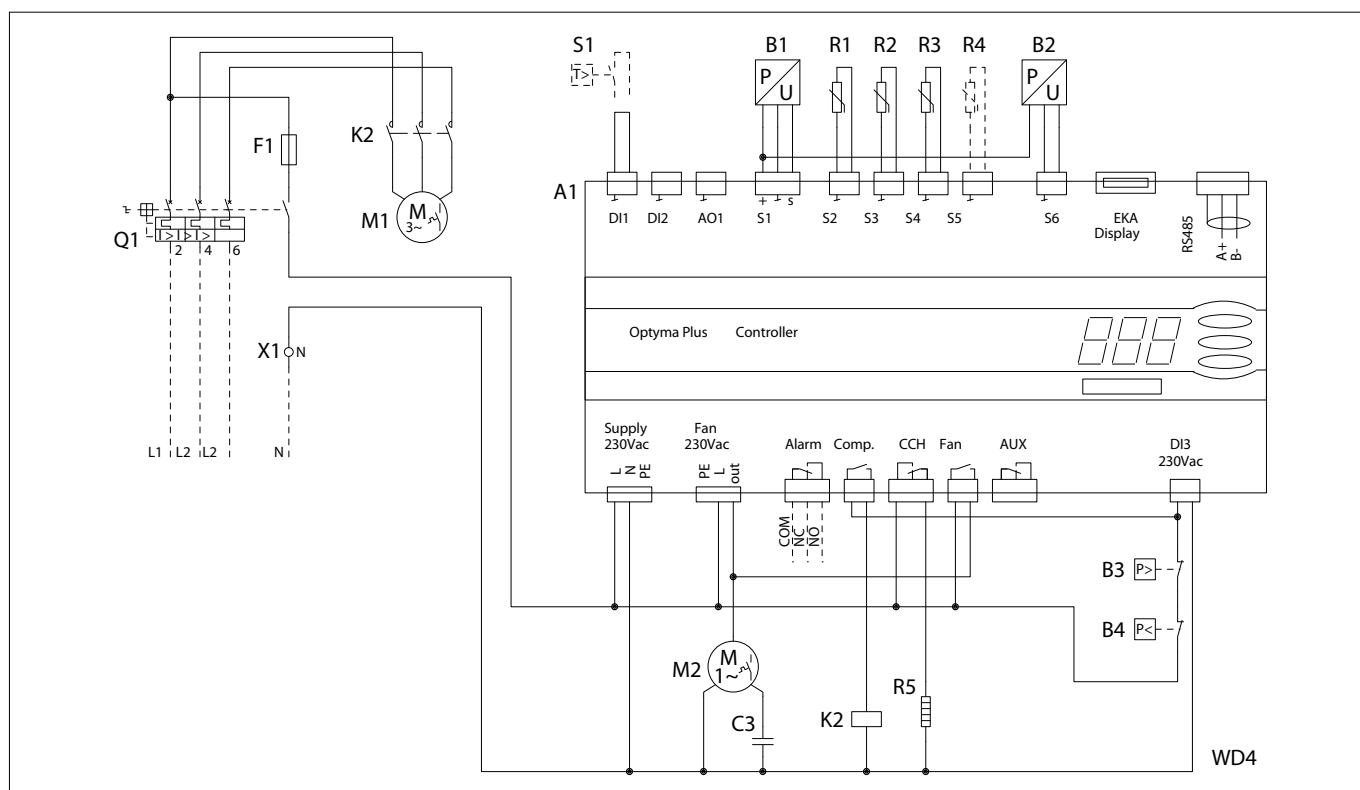 S1 B1 R1 R2 R3 R4 B2
T>
P U
P U
F1
K2
A1
M1
M
3~
Q1
I> I> I>
2 4 6
+ s
DI1 DI2 AO1 S1 S2 S3 S4 S5 S6 EKA Display RS485 A+ B-
X1 N
Optyma Plus Controller
L1 L2 L2 N
Supply 230Vac
Fan 230Vac
Alarm Comp. CCH Fan AUX
DI3 230Vac
L N PE
PE L out
COM NC NO
B3 P>
B4 P<
M2
M
1~
R5
C3
K2
WD4